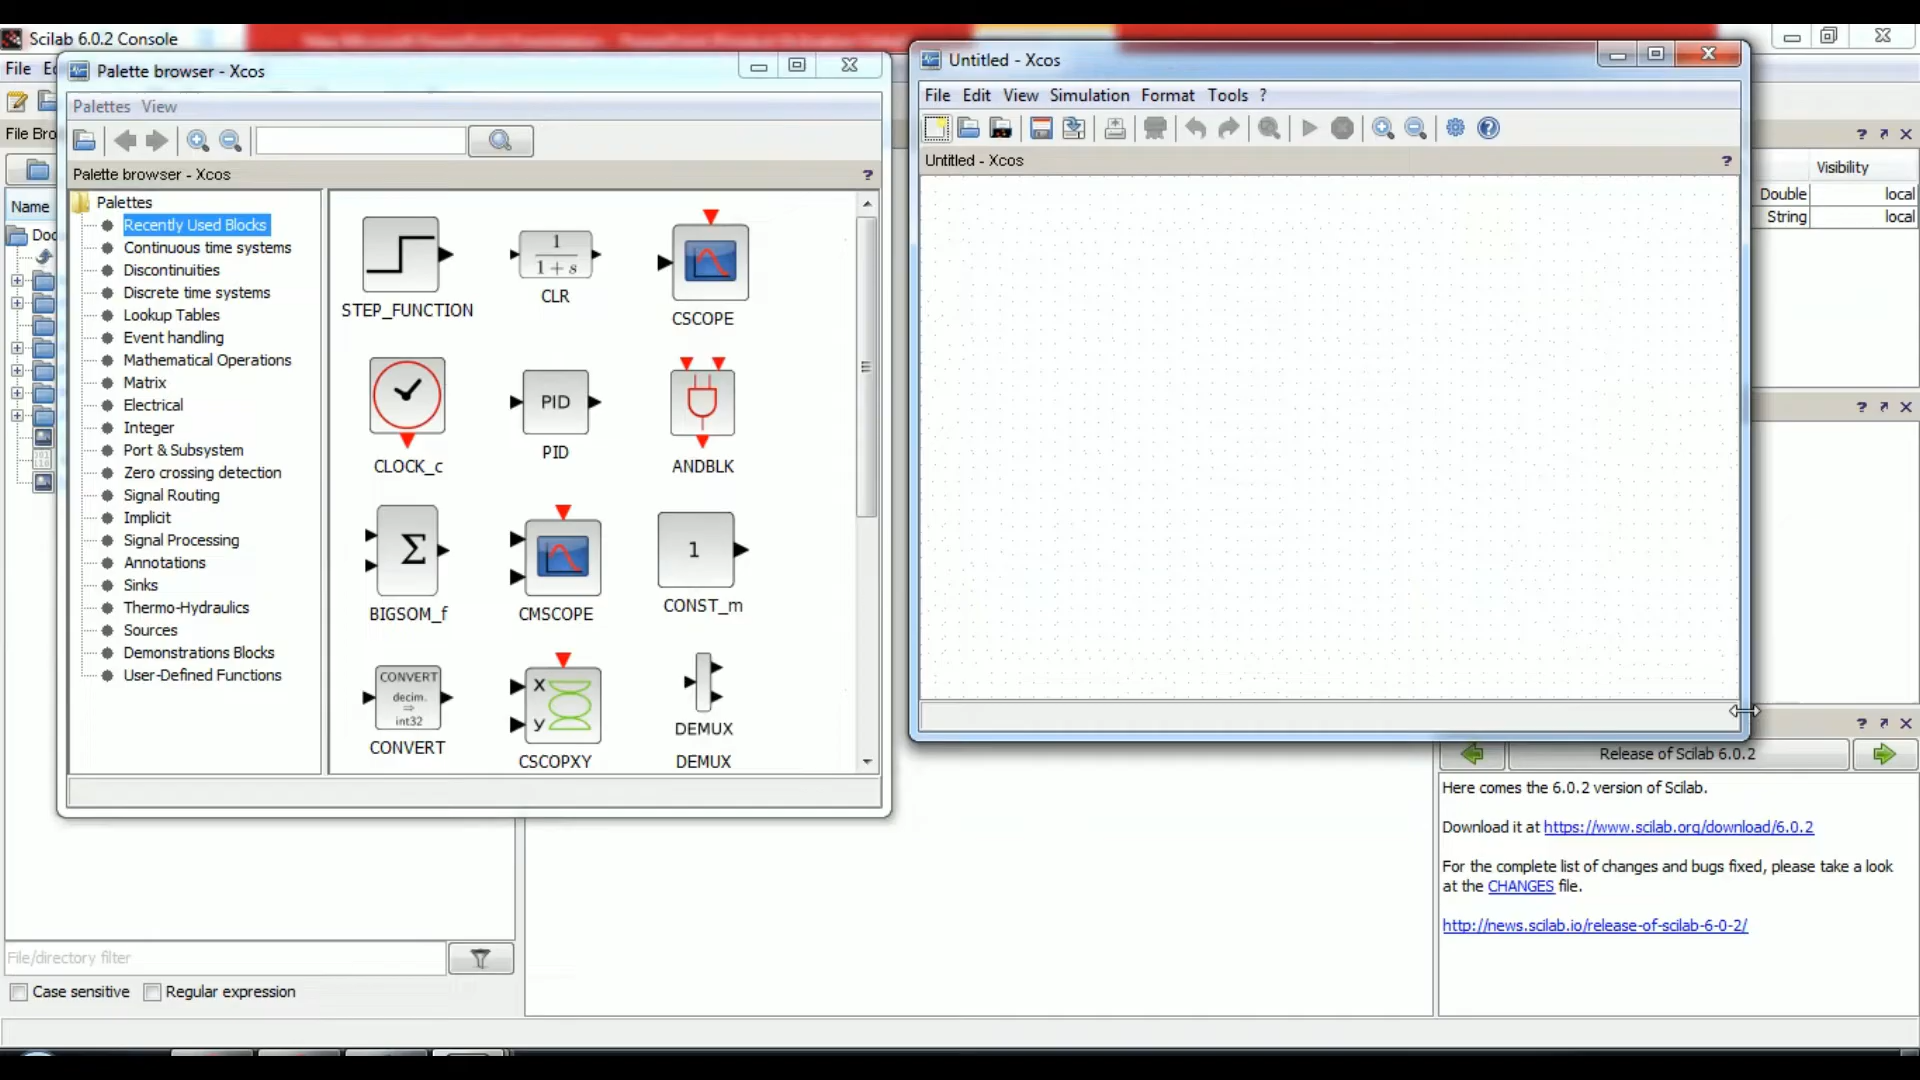 Scilab 6.0.2 Console
File
Palette browser - Xcos
Palettes View
Palette browser - Xcos
?
Palettes
Recently Used Blocks
Continuous time systems
Discontinuities
Discrete time systems
Lookup Tables
Event handling
Mathematical Operations
Matrix
Electrical
Integer
Port & Subsystem
Zero crossing detection
Signal Routing
Implicit
Signal Processing
Annotations
Sinks
Thermo-Hydraulics
Sources
Demonstrations Blocks
User-Defined Functions
STEP_FUNCTION
1
1 + s
CLR
CSCOPE
CLOCK_c
PID
PID
ANDBLK
Σ
BIGSOM_f
CMSCOPE
1
CONST_m
CONVERT
decim.
⇒
int32
CONVERT
X
y
CSCOPXY
DEMUX
DEMUX
Untitled - Xcos
File Edit View Simulation Format Tools ?
Untitled - Xcos
?
File Bro
Name
Doc
File/directory filter
Case sensitive
Regular expression
?
Visibility
Double local
String local
?
?
Release of Scilab 6.0.2
Here comes the 6.0.2 version of Scilab.
Download it at https://www.scilab.org/download/6.0.2
For the complete list of changes and bugs fixed, please take a look
at the CHANGES file.
http://news.scilab.io/release-of-scilab-6-0-2/